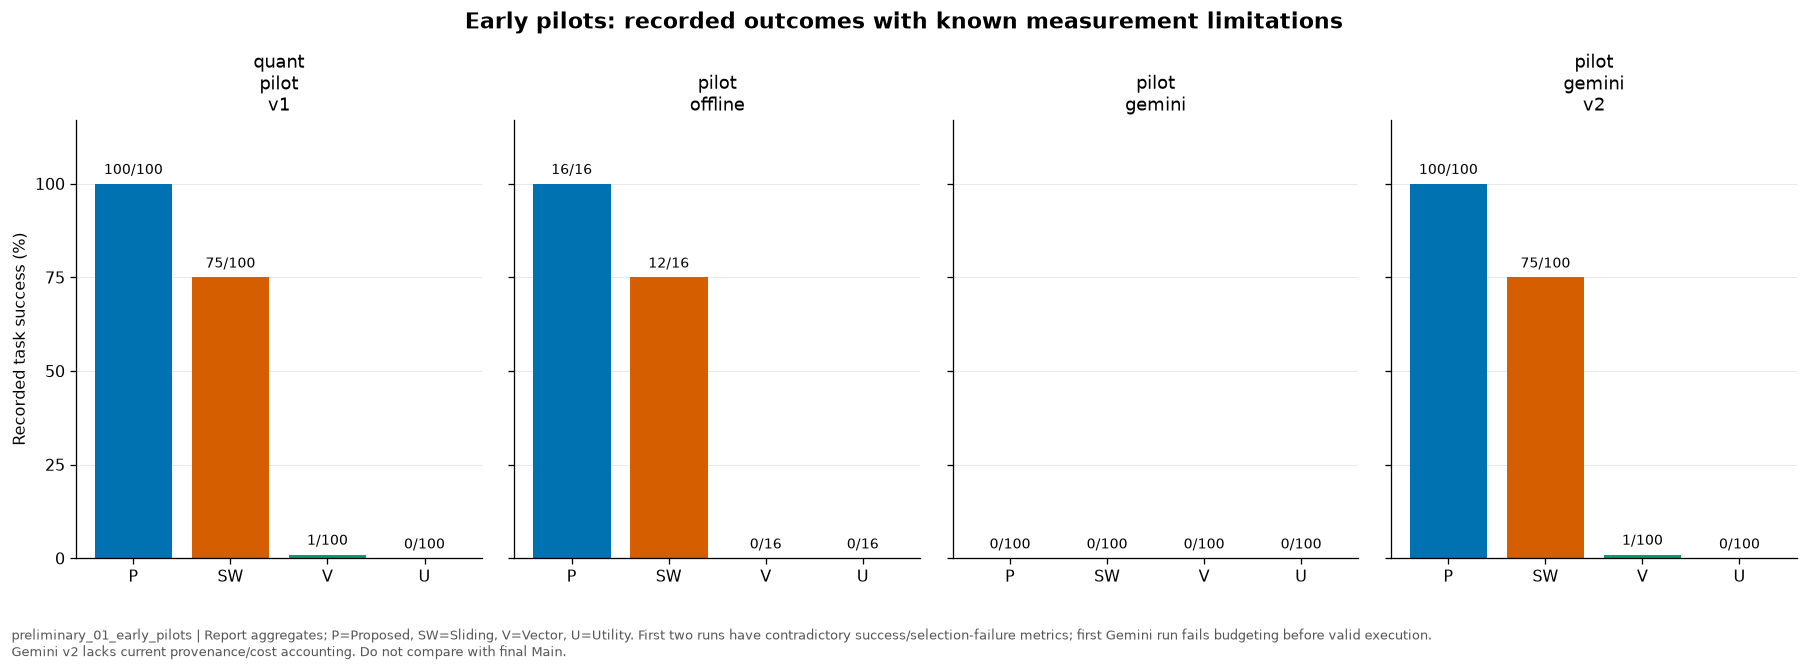 Early pilots: recorded outcomes with known measurement limitations
quant
pilot
v1
pilot
offline
pilot
gemini
pilot
gemini
v2
Recorded task success (%)
100
75
50
25
0
100/100
75/100
1/100
0/100
P
SW
V
U
16/16
12/16
0/16
0/16
P
SW
V
U
0/100
0/100
0/100
0/100
P
SW
V
U
100/100
75/100
1/100
0/100
P
SW
V
U
preliminary_01_early_pilots | Report aggregates; P=Proposed, SW=Sliding, V=Vector, U=Utility. First two runs have contradictory success/selection-failure metrics; first Gemini run fails budgeting before valid execution.
Gemini v2 lacks current provenance/cost accounting. Do not compare with final Main.